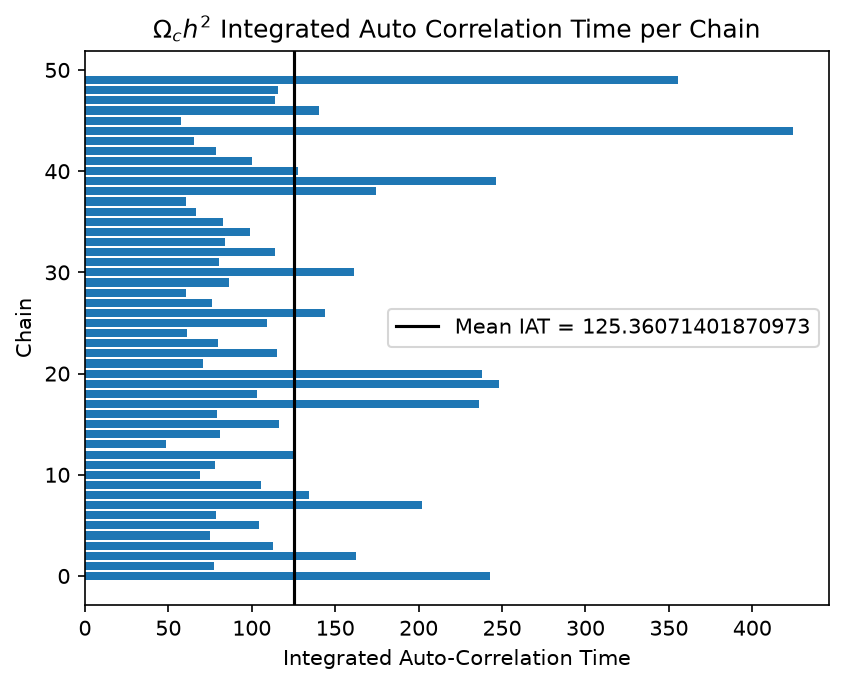 Ω_c h² Integrated Auto Correlation Time per Chain
50
40
30
20
10
0
Chain
Mean IAT = 125.36071401870973
0 50 100 150 200 250 300 350 400
Integrated Auto-Correlation Time